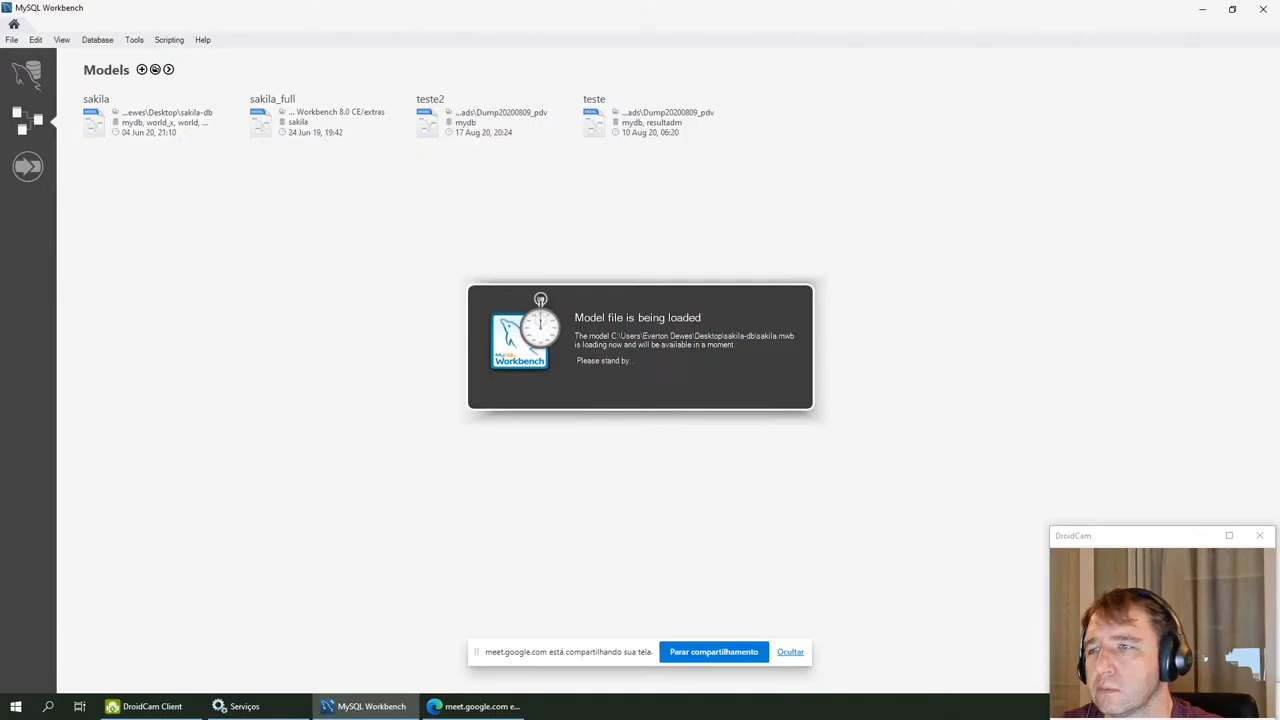 MySQL Workbench
File Edit View Database Tools Scripting Help
Models
sakila
...ewes\Desktop\sakila-db
mydb, world_x, world, ...
04 Jun 20, 21:10
sakila_full
... Workbench 8.0 CE/extras
sakila
24 Jun 19, 19:42
teste2
...ads\Dump20200809_pdv
mydb
17 Aug 20, 20:24
teste
...ads\Dump20200809_pdv
mydb, resultadm
10 Aug 20, 06:20
MySQL
Workbench
Model file is being loaded
The model C:\Users\Everton Dewes\Desktop\sakila-db\sakila.mwb
is loading now and will be available in a moment.
Please stand by...
DroidCam
meet.google.com está compartilhando sua tela.
Parar compartilhamento
Ocultar
DroidCam Client
Serviços
MySQL Workbench
meet.google.com e...